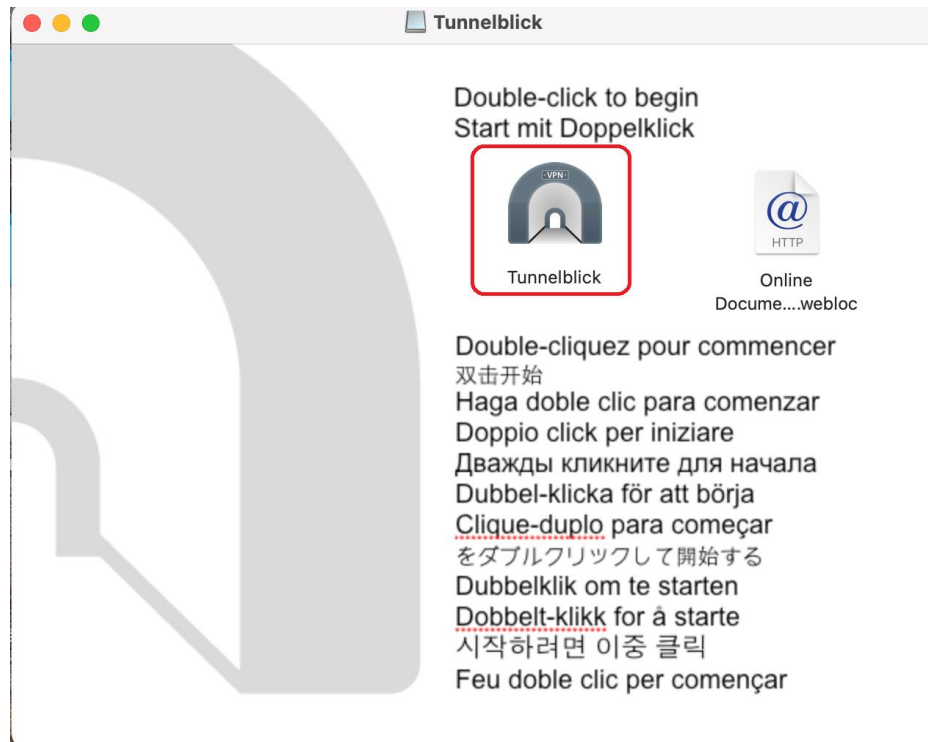 Tunnelblick
Double-click to begin
Start mit Doppelklick
·VPN·
@
HTTP
Tunnelblick
Online
Docume....webloc
Double-cliquez pour commencer
双击开始
Haga doble clic para comenzar
Doppio click per iniziare
Дважды кликните для начала
Dubbel-klicka för att börja
Clique-duplo para começar
をダブルクリックして開始する
Dubbelklik om te starten
Dobbelt-klikk for å starte
시작하려면 이중 클릭
Feu doble clic per començar